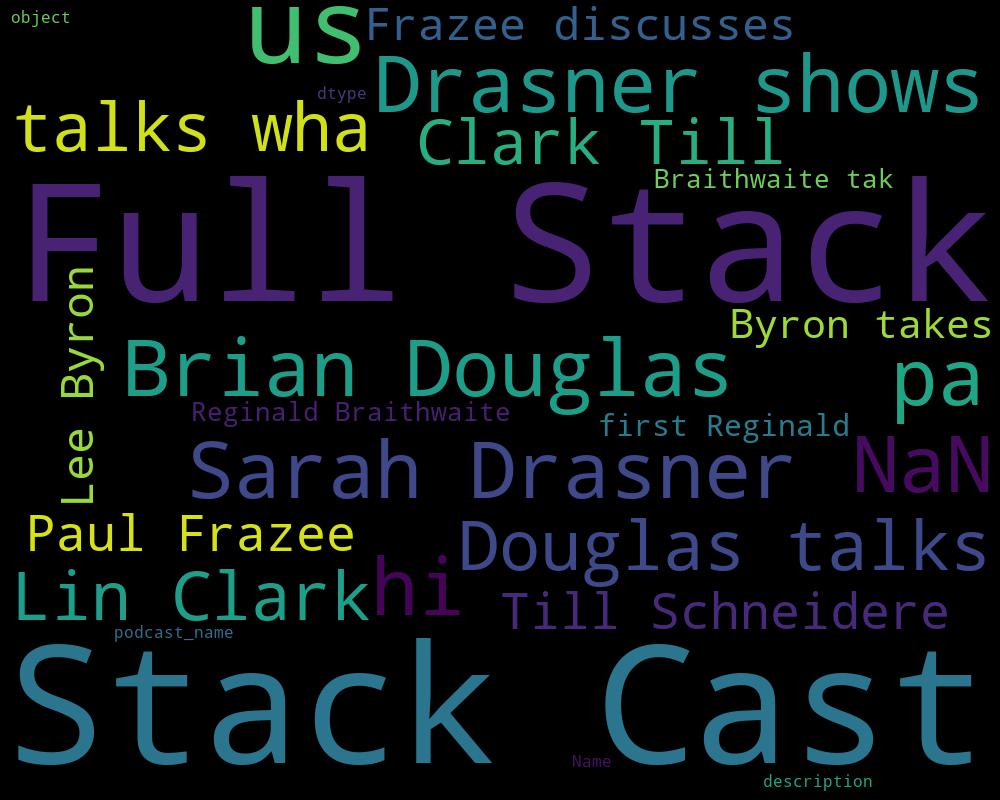 object
us
Frazee discusses
Drasner shows
dtype
talks wha
Clark Till
Braithwaite tak
Full Stack
Lee Byron
Byron takes
Brian Douglas
pa
Reginald Braithwaite
first Reginald
Sarah Drasner
NaN
Paul Frazee
Douglas talks
Lin Clark
hi
Till Schneidere
podcast_name
Stack Cast
Name
description